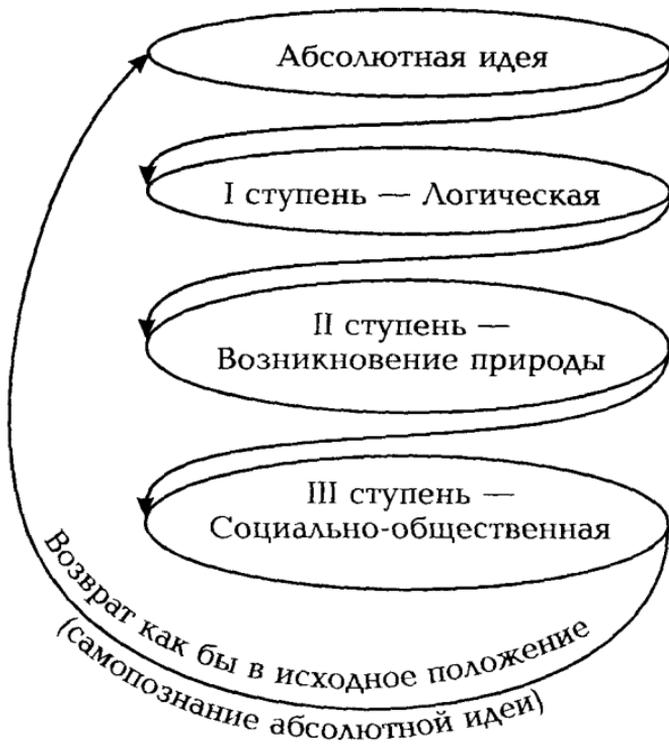 Абсолютная идея
I ступень — Логическая
II ступень —
Возникновение природы
III ступень —
Социально-общественная
Возврат как бы в исходное положение
(самопознание абсолютной идеи)